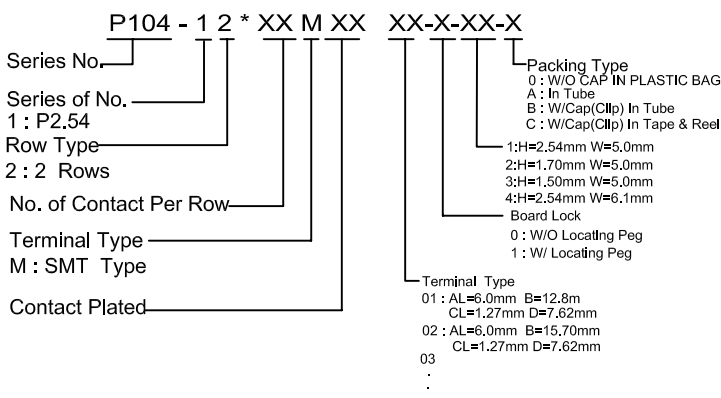 P104 - 1 2 * XX M XX XX-X-XX-X
Series No.
Series of No.
1 : P2.54
Row Type
2 : 2 Rows
No. of Contact Per Row
Terminal Type
M : SMT Type
Contact Plated
Packing Type
0 : W/O CAP IN PLASTIC BAG
A : In Tube
B : W/Cap(Clip) In Tube
C : W/Cap(Clip) In Tape & Reel
1:H=2.54mm W=5.0mm
2:H=1.70mm W=5.0mm
3:H=1.50mm W=5.0mm
4:H=2.54mm W=6.1mm
Board Lock
0 : W/O Locating Peg
1 : W/ Locating Peg
Terminal Type
01 : AL=6.0mm B=12.8m
CL=1.27mm D=7.62mm
02 : AL=6.0mm B=15.70mm
CL=1.27mm D=7.62mm
03
.
.